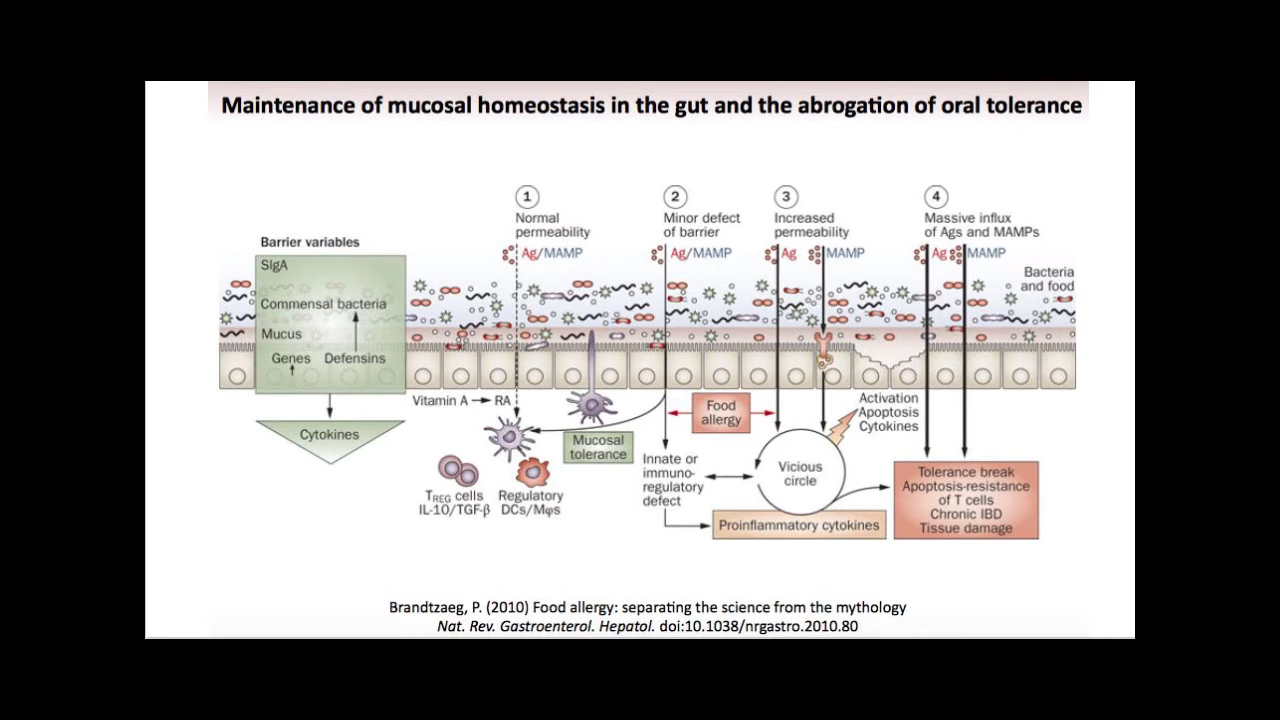 Maintenance of mucosal homeostasis in the gut and the abrogation of oral tolerance
1
Normal
permeability
Ag/MAMP
2
Minor defect
of barrier
Ag/MAMP
3
Increased
permeability
Ag
MAMP
4
Massive influx
of Ags and MAMPs
Ag
MAMP
Bacteria
and food
Barrier variables
SIgA
Commensal bacteria
Mucus
Genes
Defensins
Cytokines
Vitamin A → RA
TREG cells
IL-10/TGF-β
Regulatory
DCs/Mφs
Mucosal
tolerance
Food
allergy
Innate or
immuno-
regulatory
defect
Vicious
circle
Activation
Apoptosis
Cytokines
Proinflammatory cytokines
Tolerance break
Apoptosis-resistance
of T cells
Chronic IBD
Tissue damage
Brandtzaeg, P. (2010) Food allergy: separating the science from the mythology
Nat. Rev. Gastroenterol. Hepatol. doi:10.1038/nrgastro.2010.80